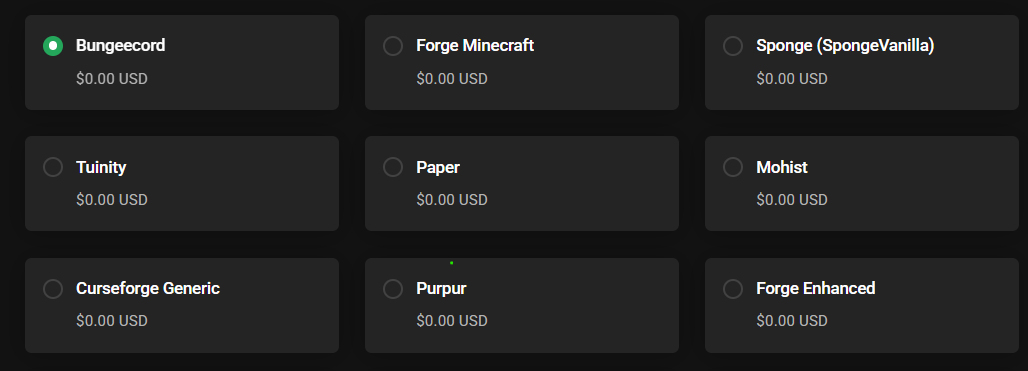 Bungeecord
$0.00 USD
Forge Minecraft
$0.00 USD
Sponge (SpongeVanilla)
$0.00 USD
Tuinity
$0.00 USD
Paper
$0.00 USD
Mohist
$0.00 USD
Curseforge Generic
$0.00 USD
Purpur
$0.00 USD
Forge Enhanced
$0.00 USD